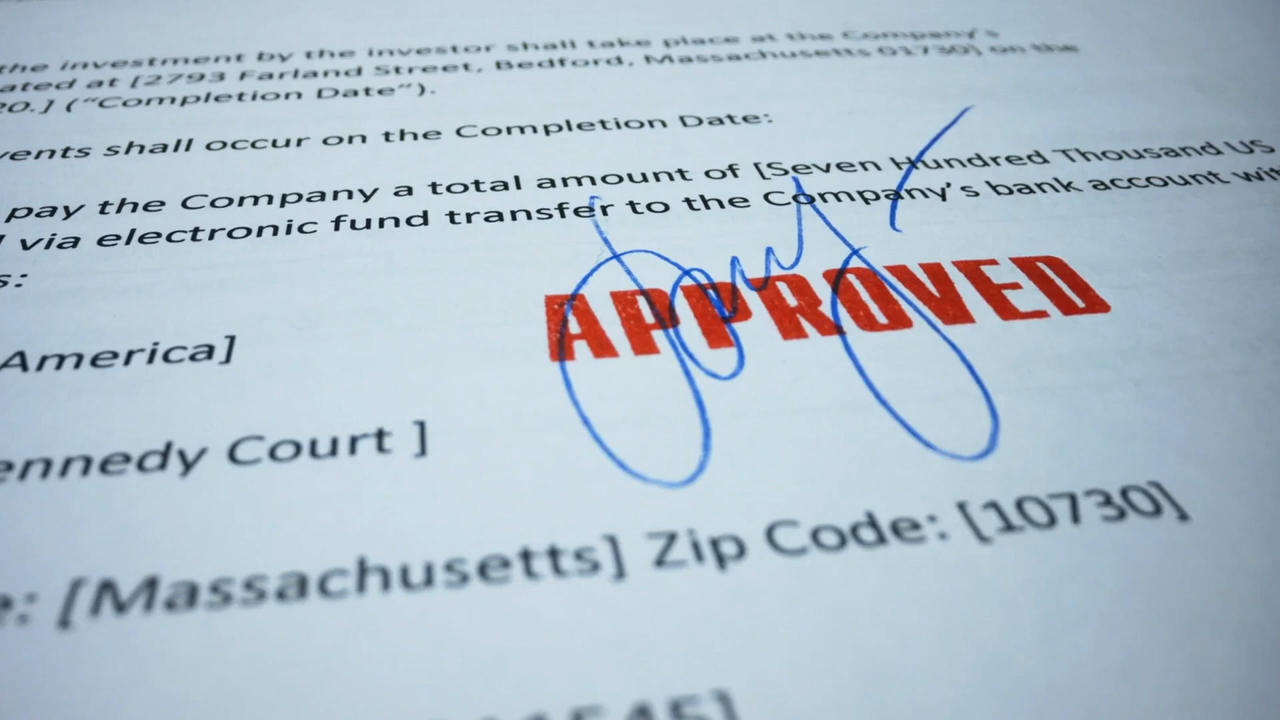 the investment by the investor shall take place at the Company's
ated at [2793 Farland Street, Bedford, Massachusetts 01730] on the
20.] (“Completion Date”).
vents shall occur on the Completion Date:
pay the Company a total amount of [Seven Hundred Thousand US
via electronic fund transfer to the Company's bank account wit
s:
APPROVED
America]
ennedy Court ]
e: [Massachusetts] Zip Code: [10730]